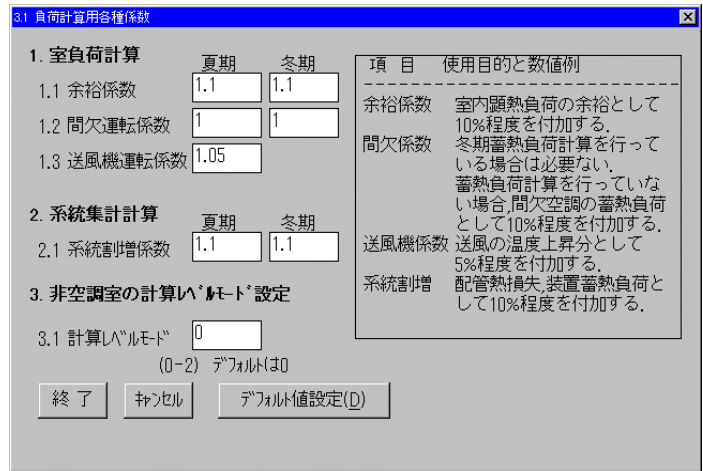 3.1 負荷計算用各種係数
1. 室負荷計算
夏期 冬期
1.1 余裕係数 1.1 1.1
1.2 間欠運転係数 1 1
1.3 送風機運転係数 1.05
2. 系統集計計算
夏期 冬期
2.1 系統割増係数 1.1 1.1
3. 非空調室の計算ﾚﾍﾞﾙﾓｰﾄﾞ設定
3.1 計算ﾚﾍﾞﾙﾓｰﾄﾞ 0
(0-2) ﾃﾞﾌｫﾙﾄは0
終 了 ｷｬﾝｾﾙ ﾃﾞﾌｫﾙﾄ値設定(D)
項 目 使用目的と数値例
余裕係数 室内顕熱負荷の余裕として
10%程度を付加する.
間欠係数 冬期蓄熱負荷計算を行って
いる場合は必要ない.
蓄熱負荷計算を行っていな
い場合,間欠空調の蓄熱負荷
として10%程度を付加する.
送風機係数 送風の温度上昇分として
5%程度を付加する.
系統割増 配管熱損失,装置蓄熱負荷と
して10%程度を付加する.